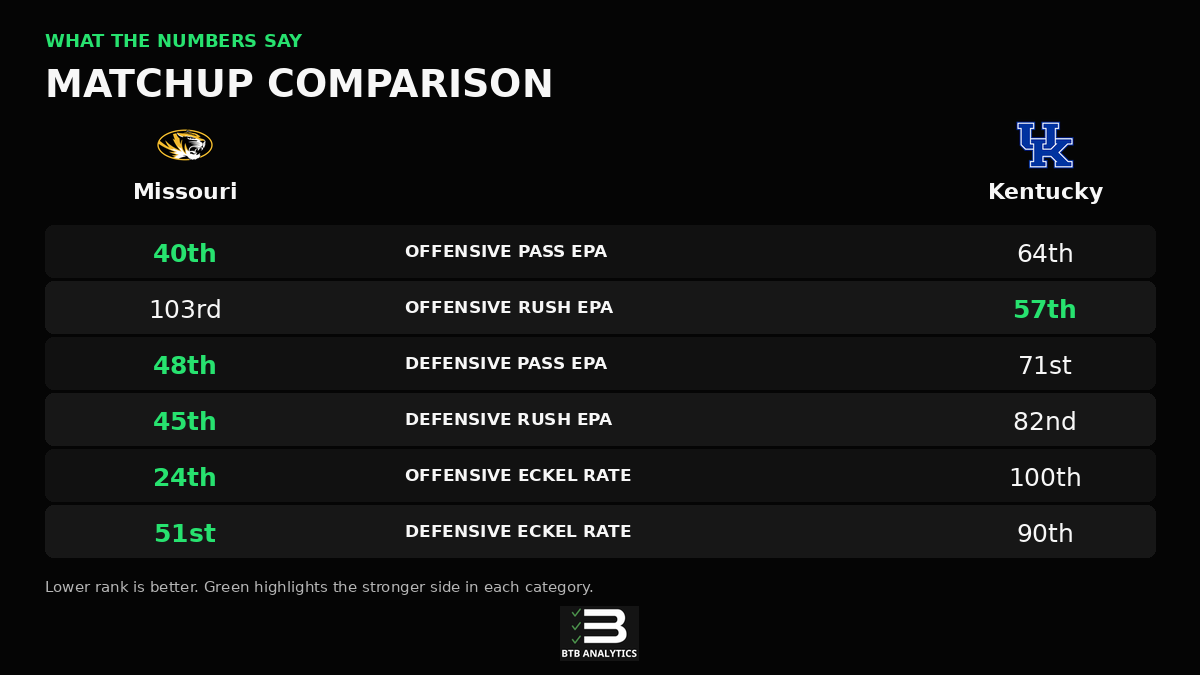 WHAT THE NUMBERS SAY
MATCHUP COMPARISON
UK
Missouri
Kentucky
40th OFFENSIVE PASS EPA 64th
103rd OFFENSIVE RUSH EPA 57th
48th DEFENSIVE PASS EPA 71st
45th DEFENSIVE RUSH EPA 82nd
24th OFFENSIVE ECKEL RATE 100th
51st DEFENSIVE ECKEL RATE 90th
Lower rank is better. Green highlights the stronger side in each category.
B
BTB ANALYTICS